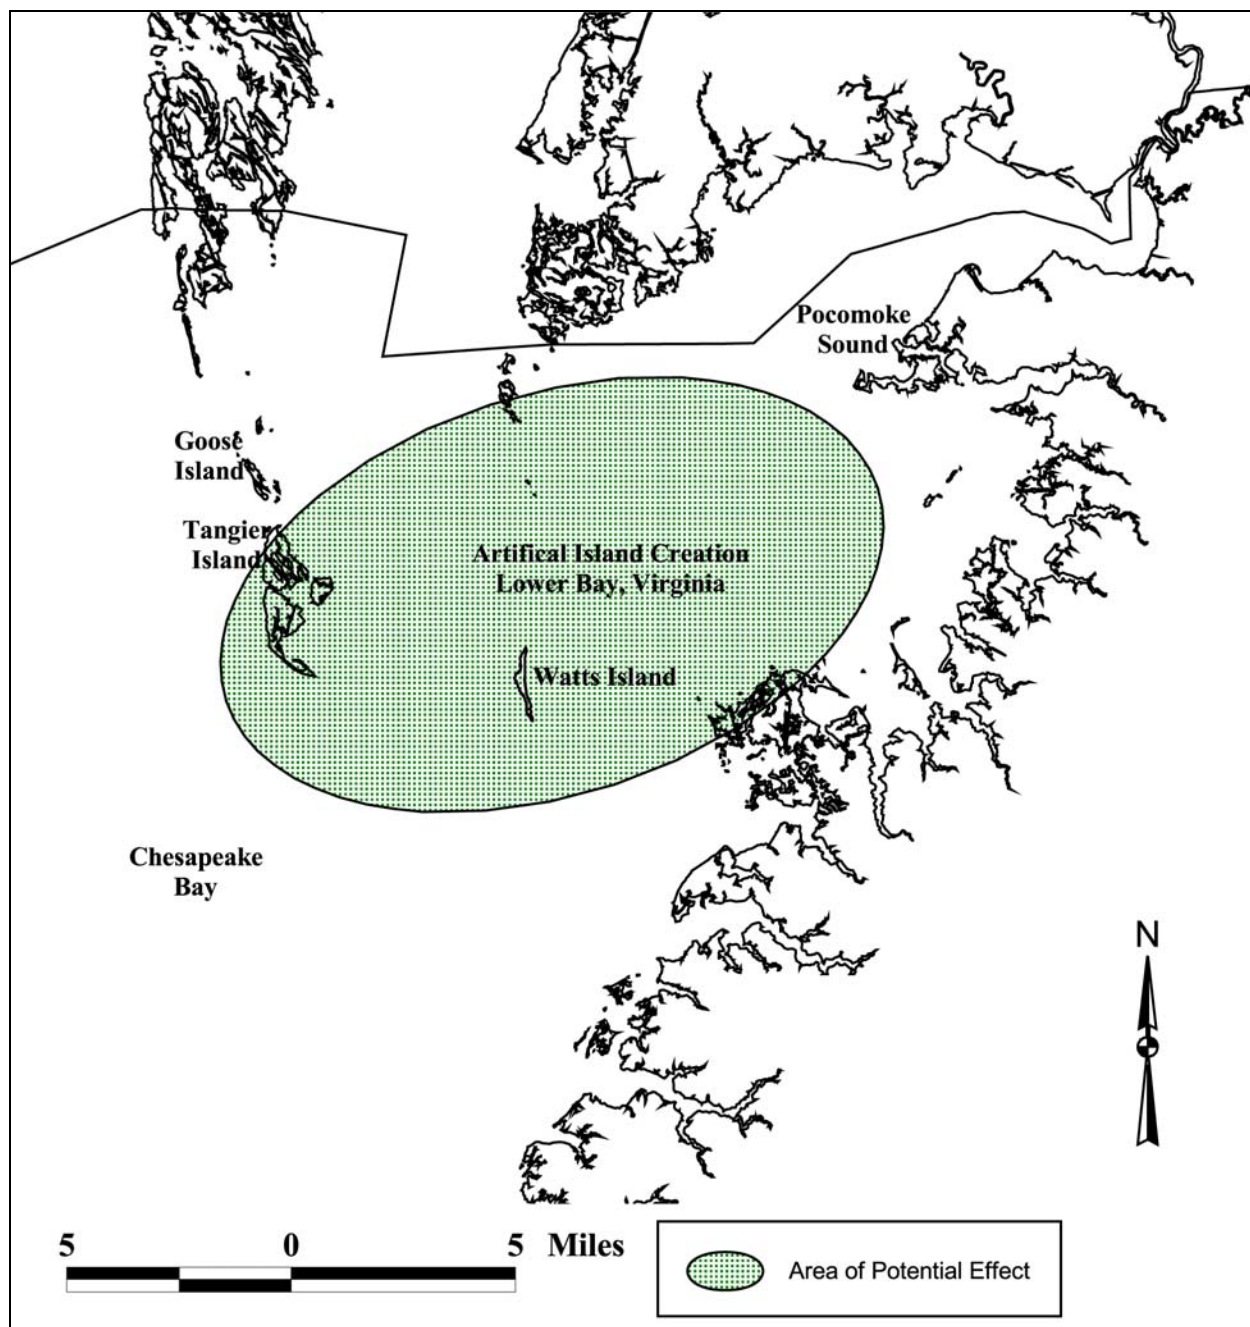 Pocomoke
Sound
Goose
Island
Tangier
Island
Artifical Island Creation
Lower Bay, Virginia
Watts Island
Chesapeake
Bay
N
5 0 5 Miles
Area of Potential Effect